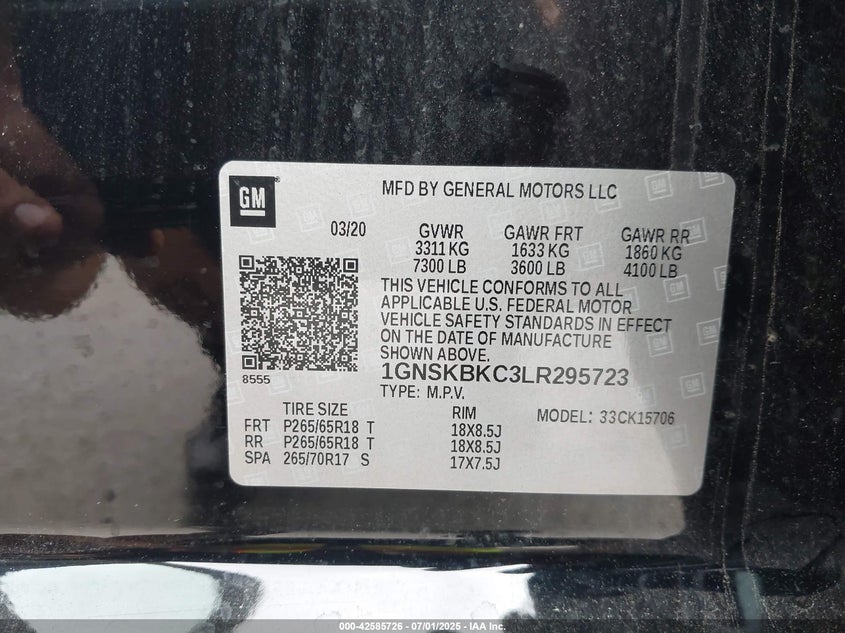 GM
MFD BY GENERAL MOTORS LLC
03/20 GVWR GAWR FRT GAWR RR
3311 KG 1633 KG 1860 KG
7300 LB 3600 LB 4100 LB
THIS VEHICLE CONFORMS TO ALL
APPLICABLE U.S. FEDERAL MOTOR
VEHICLE SAFETY STANDARDS IN EFFECT
ON THE DATE OF MANUFACTURE
SHOWN ABOVE.
8555
1GNSKBKC3LR295723
TYPE: M.P.V.
TIRE SIZE RIM MODEL: 33CK15706
FRT P265/65R18 T 18X8.5J
RR P265/65R18 T 18X8.5J
SPA 265/70R17 S 17X7.5J
000-42585726 - 07/01/2025 - IAA Inc.